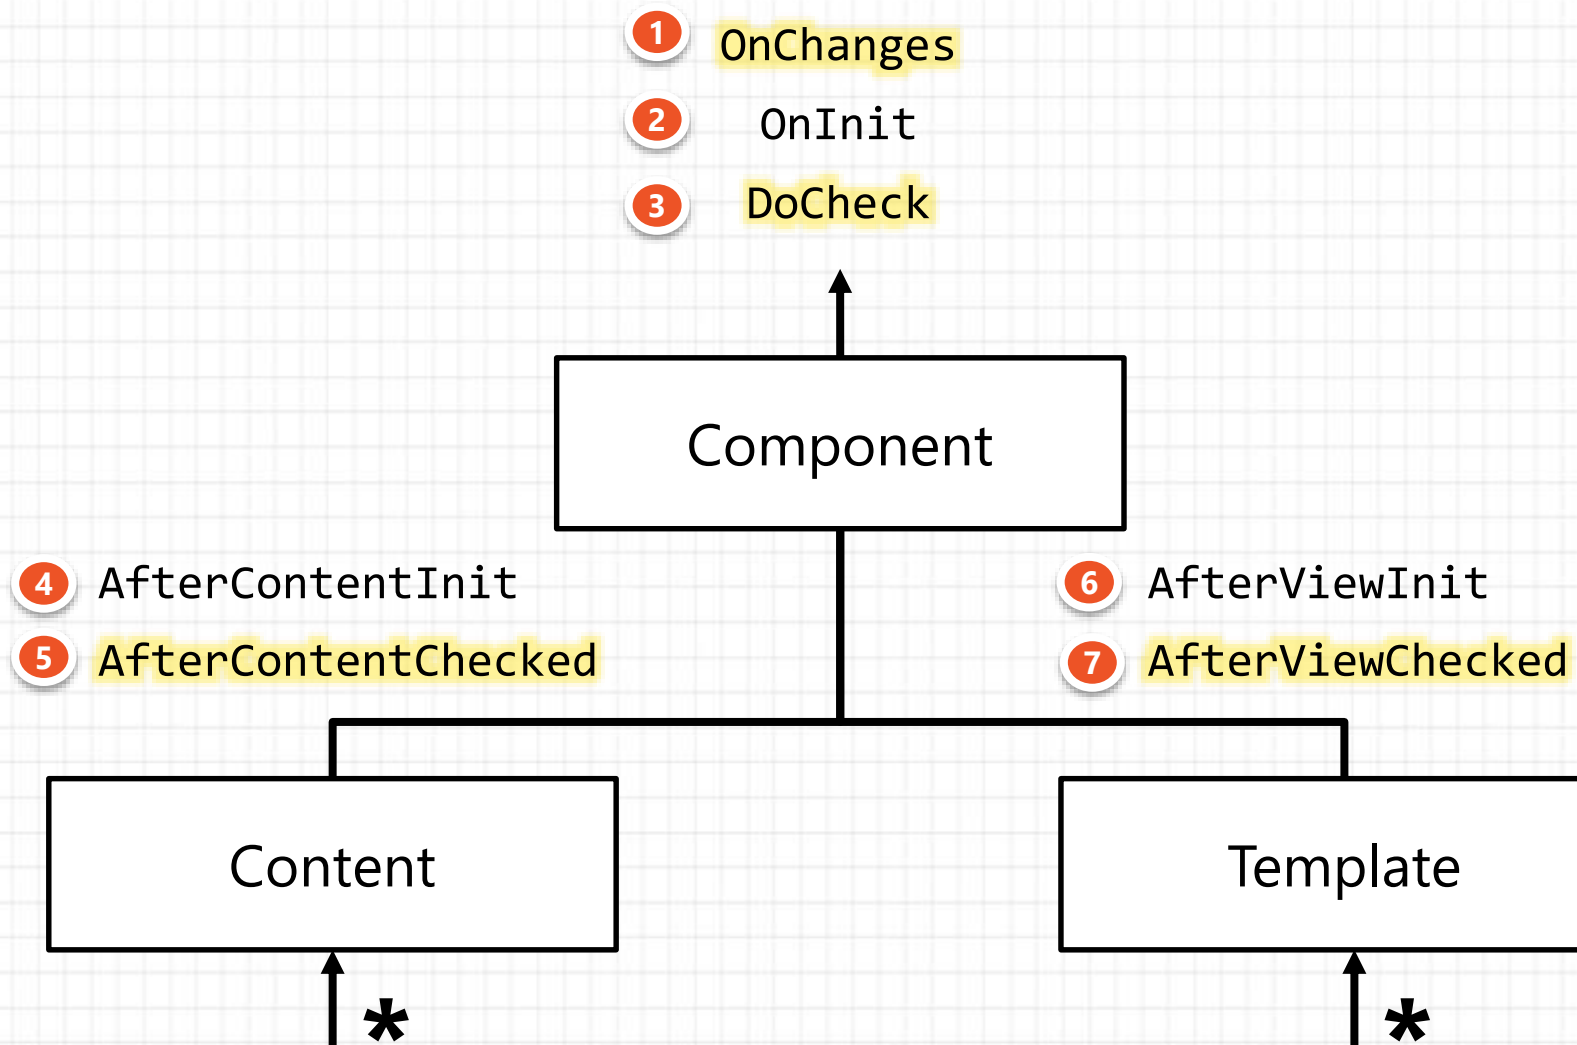 1 OnChanges
2 OnInit
3 DoCheck
Component
4 AfterContentInit
5 AfterContentChecked
6 AfterViewInit
7 AfterViewChecked
Content
Template
*
*